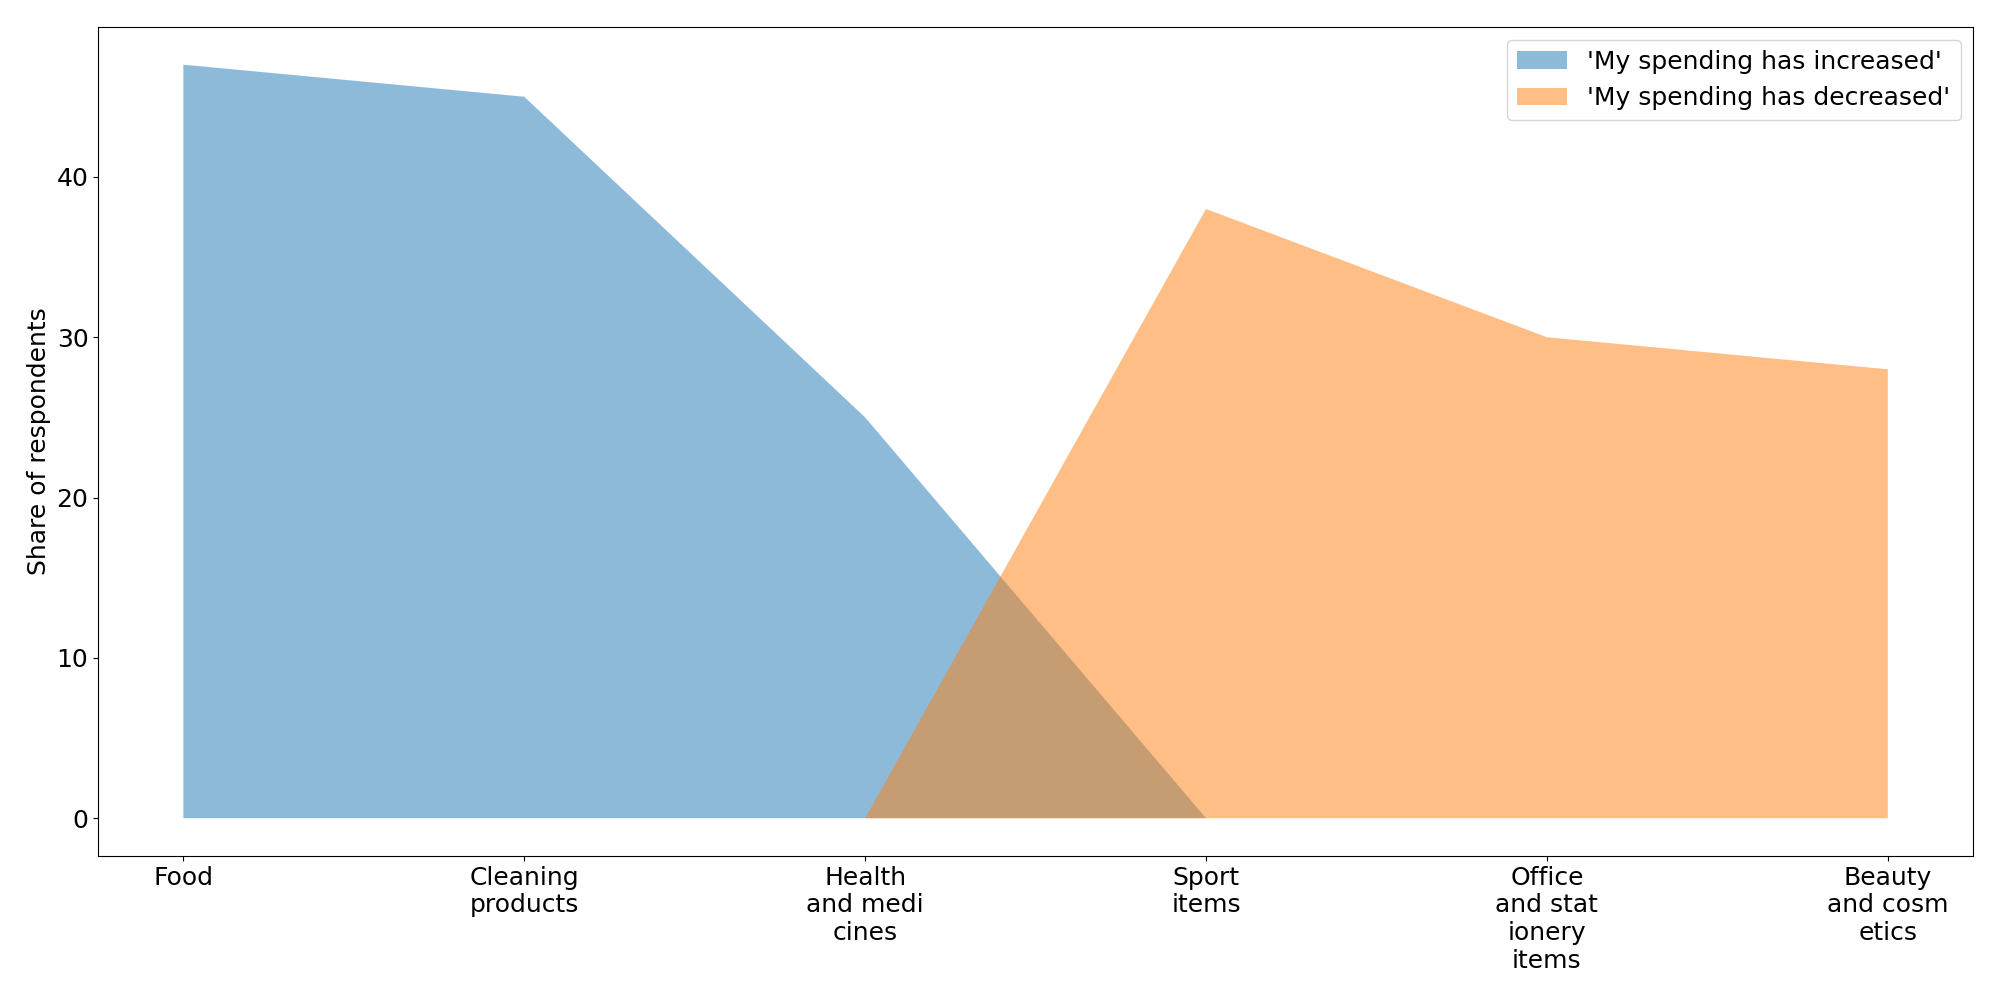 'My spending has increased'
'My spending has decreased'
Share of respondents
40
30
20
10
0
Food
Cleaning
products
Health
and medi
cines
Sport
items
Office
and stat
ionery
items
Beauty
and cosm
etics